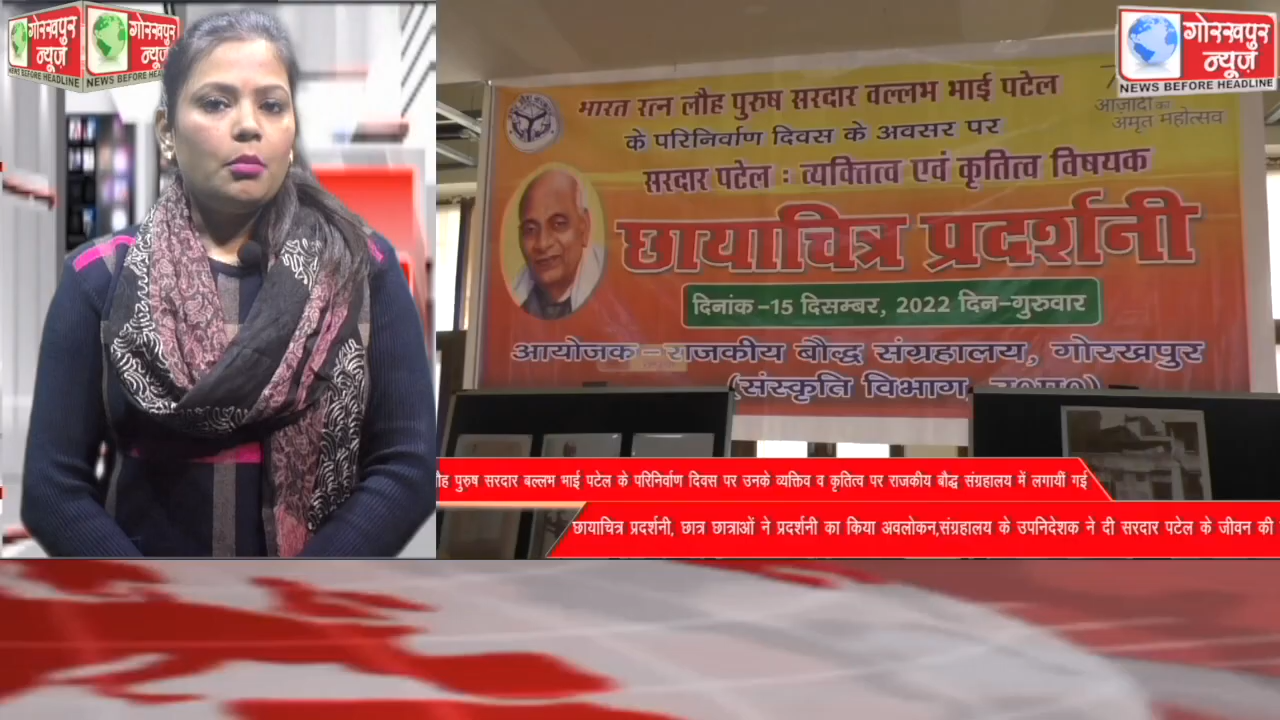 गोरखपुर
न्यूज़
NEWS BEFORE HEADLINE
गोरखपुर
न्यूज़
NEWS BEFORE HEADLINE
गोरखपुर
न्यूज़
NEWS BEFORE HEADLINE
आज़ादी का
अमृत महोत्सव
भारत रत्न लौह पुरुष सरदार वल्लभ भाई पटेल
के परिनिर्वाण दिवस के अवसर पर
सरदार पटेल : व्यक्तित्व एवं कृतित्व विषयक
छायाचित्र प्रदर्शनी
दिनांक -15 दिसम्बर, 2022 दिन-गुरुवार
आयोजक - राजकीय बौद्ध संग्रहालय, गोरखपुर
(संस्कृति विभाग,
पुरुष सरदार बल्लभ भाई पटेल के परिनिर्वाण दिवस पर उनके व्यक्तिव व कृतित्व पर राजकीय बौद्ध संग्रहालय में लगायीं गई
छायाचित्र प्रदर्शनी, छात्र छात्राओं ने प्रदर्शनी का किया अवलोकन,संग्रहालय के उपनिदेशक ने दी सरदार पटेल के जीवन की